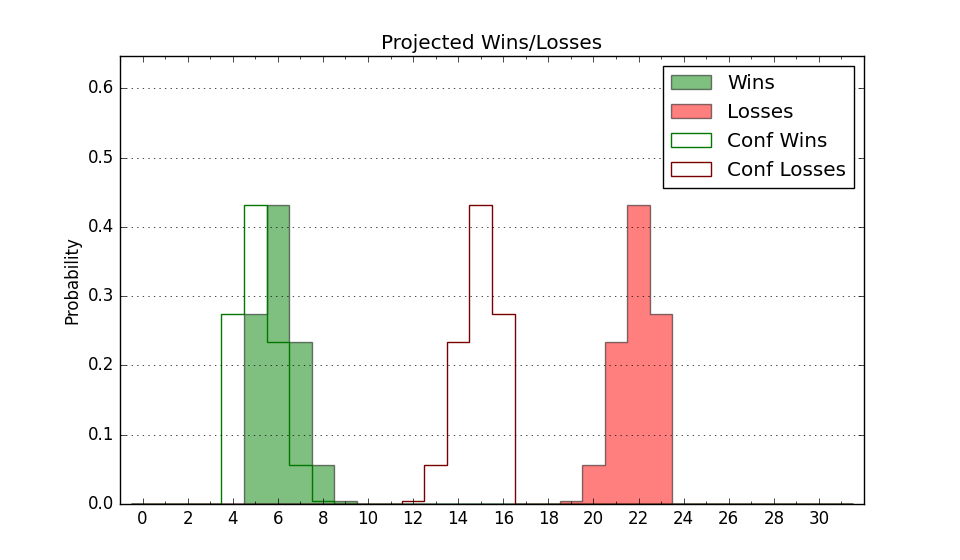 Projected Wins/Losses
Wins
Losses
Conf Wins
Conf Losses
Probability
0.6
0.5
0.4
0.3
0.2
0.1
0.0
0 2 4 6 8 10 12 14 16 18 20 22 24 26 28 30